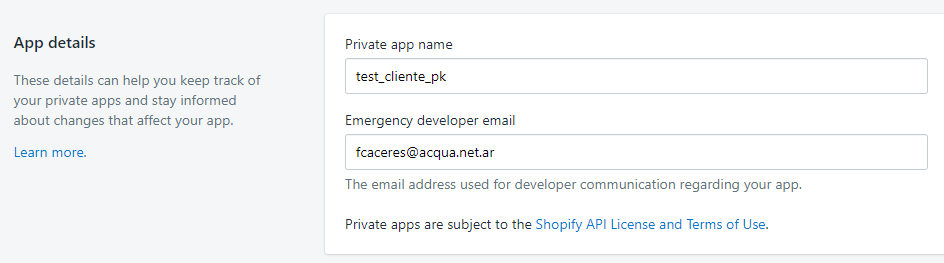 App details
These details can help you keep track of
your private apps and stay informed
about changes that affect your app.
Learn more.
Private app name
test_cliente_pk
Emergency developer email
fcaceres@acqua.net.ar
The email address used for developer communication regarding your app.
Private apps are subject to the Shopify API License and Terms of Use.